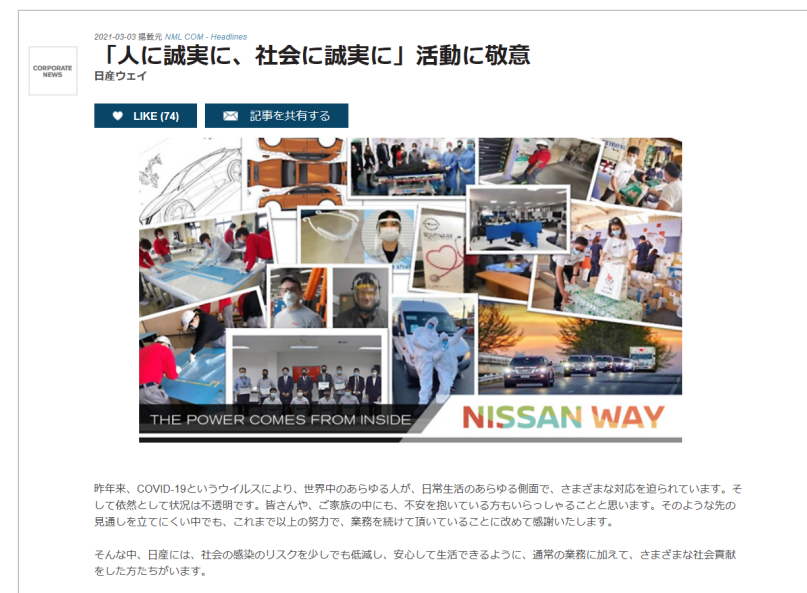 2021-03-03 掲載元 NML COM - Headlines
「人に誠実に、社会に誠実に」活動に敬意
CORPORATE
NEWS
日産ウェイ
LIKE (74)
記事を共有する
THE POWER COMES FROM INSIDE
NISSAN WAY
昨年来、COVID-19というウイルスにより、世界中のあらゆる人が、日常生活のあらゆる側面で、さまざまな対応を迫られています。そ
して依然として状況は不透明です。皆さんや、ご家族の中にも、不安を抱いている方もいらっしゃることと思います。そのような先の
見通しを立てにくい中でも、これまで以上の努力で、業務を続けて頂いていることに改めて感謝いたします。
そんな中、日産には、社会の感染のリスクを少しでも低減し、安心して生活できるように、通常の業務に加えて、さまざまな社会貢献
をした方たちがいます。